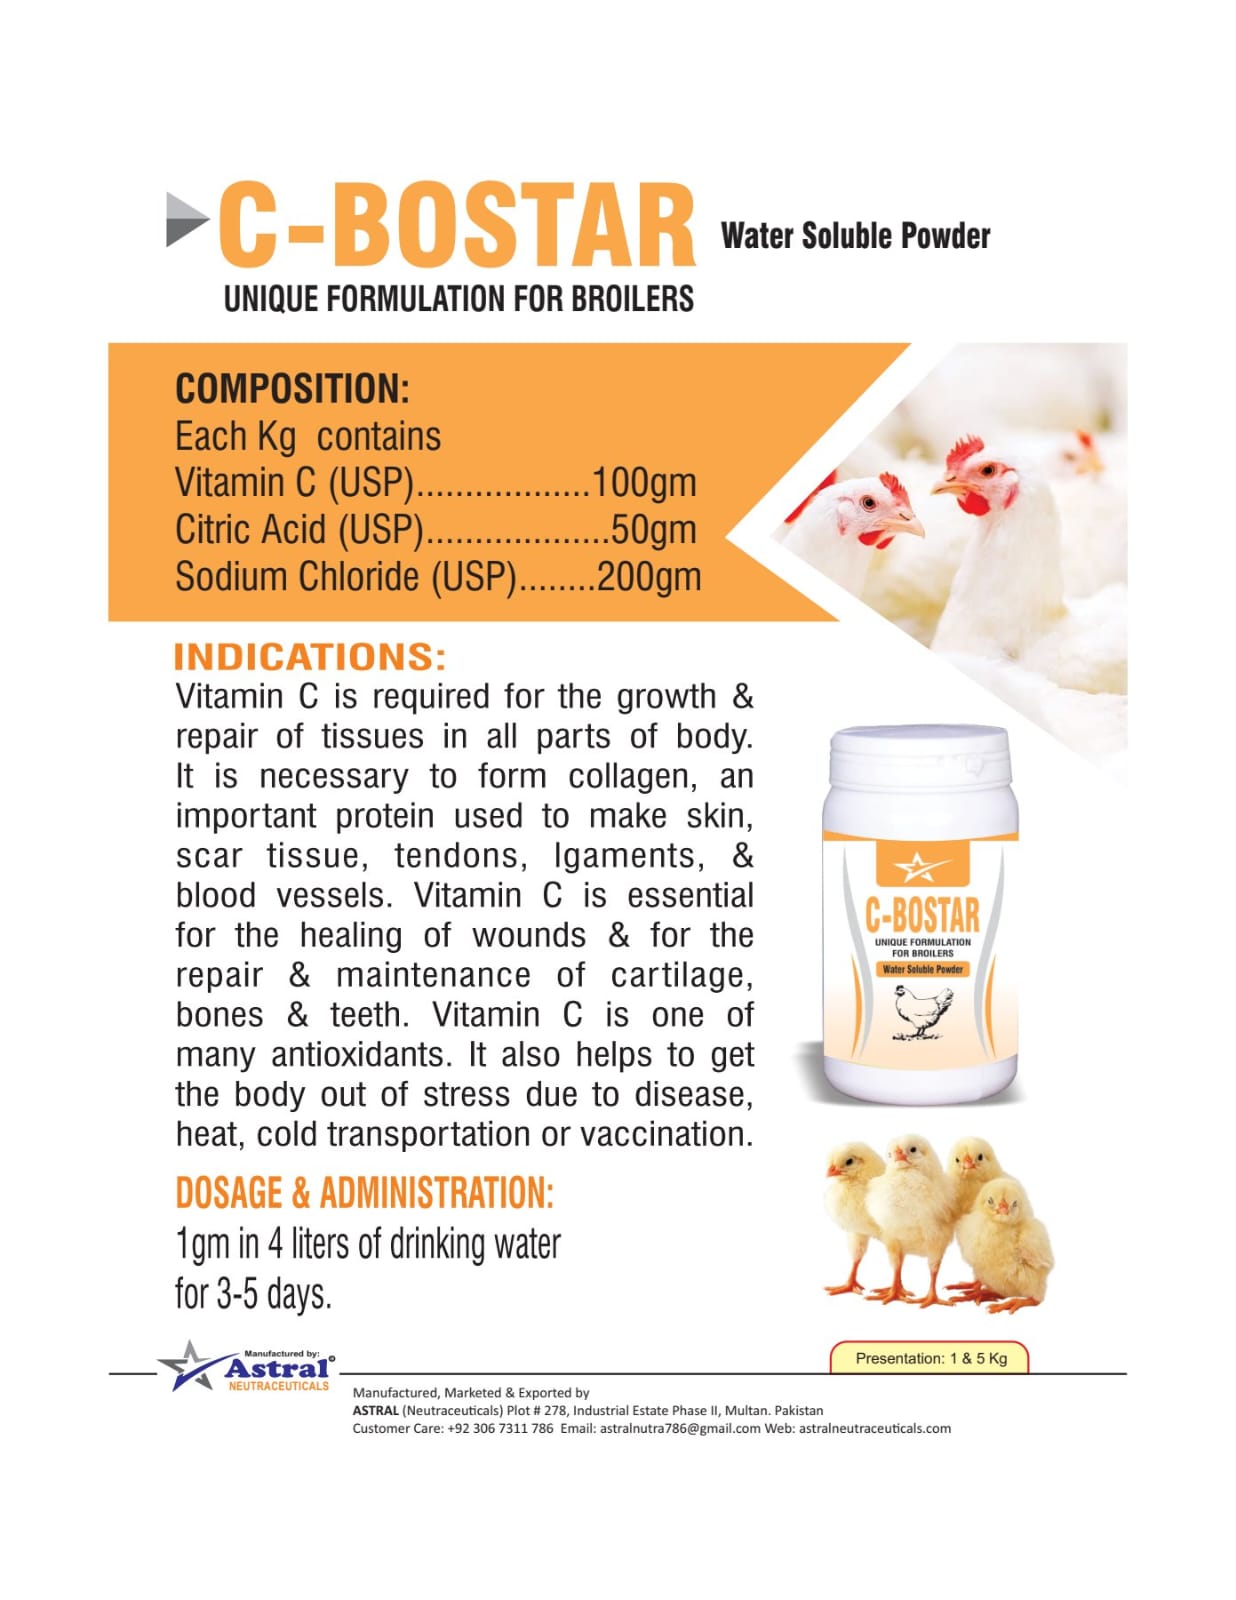 C-BOSTAR Water Soluble Powder
UNIQUE FORMULATION FOR BROILERS
COMPOSITION:
Each Kg contains
Vitamin C (USP)..................100gm
Citric Acid (USP)...................50gm
Sodium Chloride (USP)........200gm
INDICATIONS:
Vitamin C is required for the growth &
repair of tissues in all parts of body.
It is necessary to form collagen, an
important protein used to make skin,
scar tissue, tendons, lgaments, &
blood vessels. Vitamin C is essential
for the healing of wounds & for the
repair & maintenance of cartilage,
bones & teeth. Vitamin C is one of
many antioxidants. It also helps to get
the body out of stress due to disease,
heat, cold transportation or vaccination.
C-BOSTAR
UNIQUE FORMULATION
FOR BROILERS
Water Soluble Powder
DOSAGE & ADMINISTRATION:
1gm in 4 liters of drinking water
for 3-5 days.
Presentation: 1 & 5 Kg
Manufactured by:
Astral®
NEUTRACEUTICALS
Manufactured, Marketed & Exported by
ASTRAL (Neutraceuticals) Plot # 278, Industrial Estate Phase II, Multan. Pakistan
Customer Care: +92 306 7311 786 Email: astralnutra786@gmail.com Web: astralneutraceuticals.com